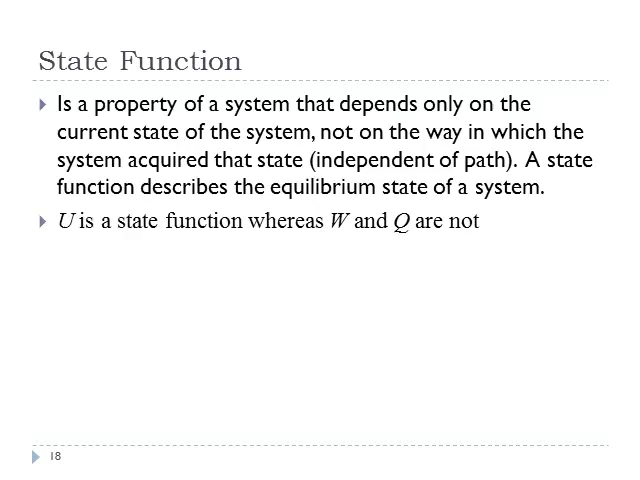 State Function
Is a property of a system that depends only on the
current state of the system, not on the way in which the
system acquired that state (independent of path). A state
function describes the equilibrium state of a system.
U is a state function whereas W and Q are not
18